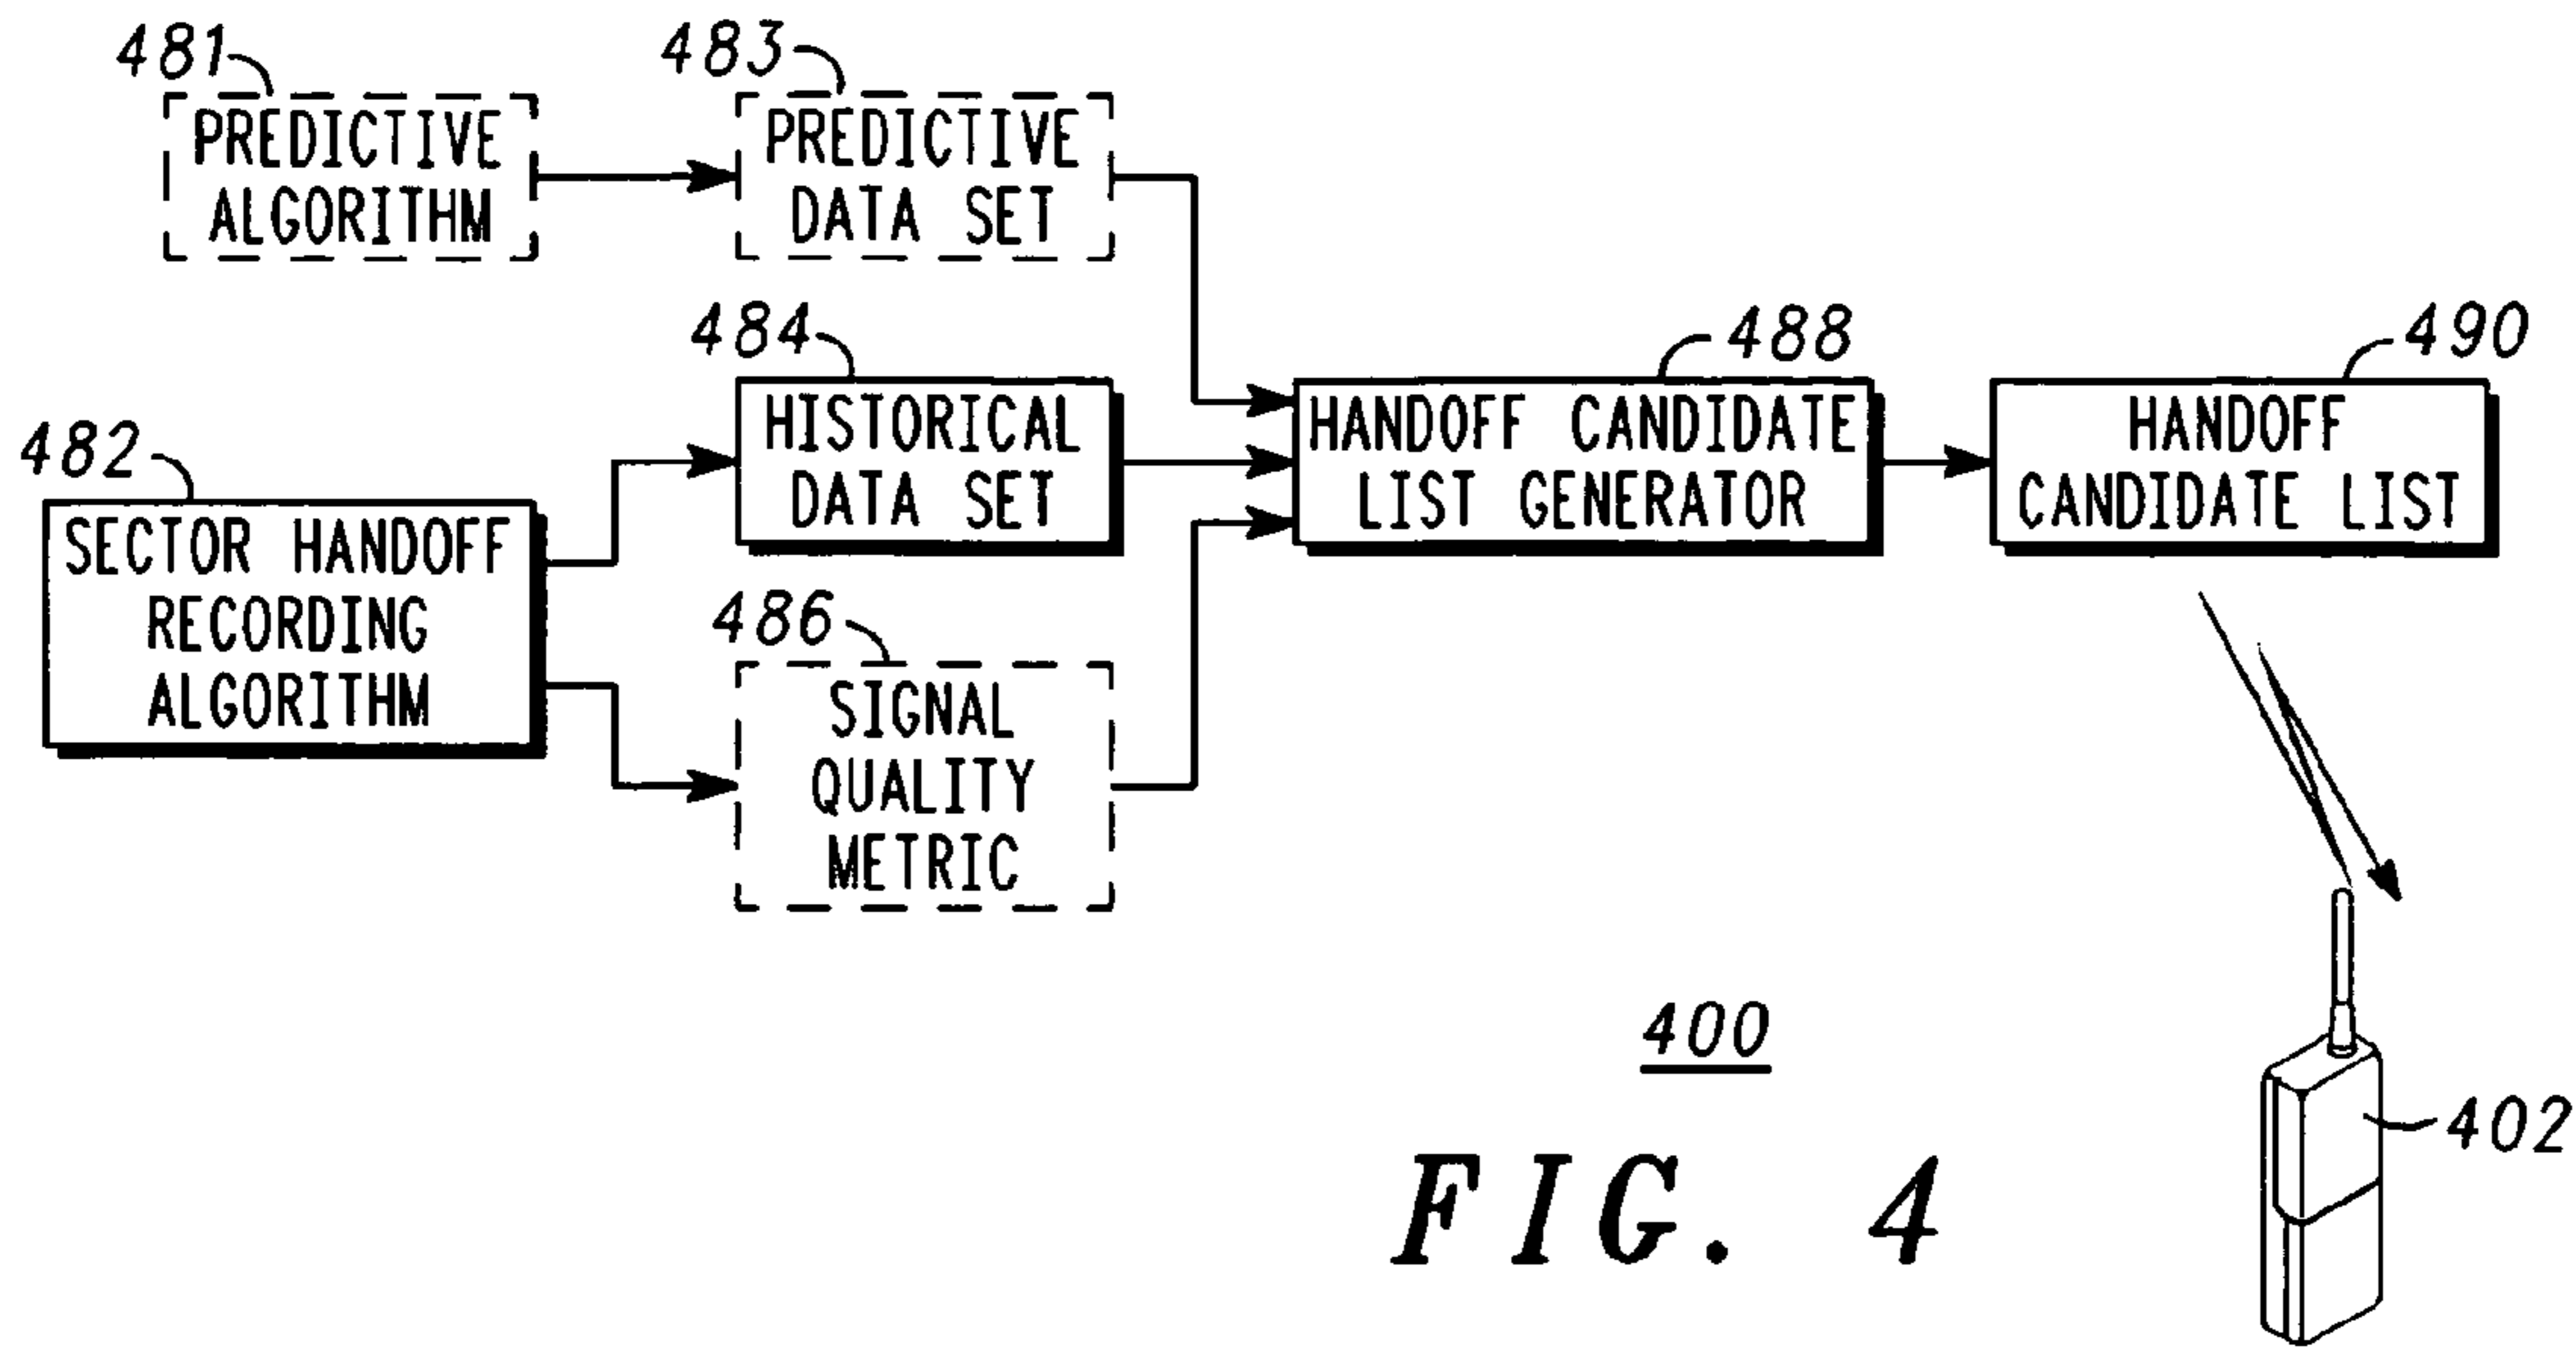 481
PREDICTIVE
ALGORITHM
483
PREDICTIVE
DATA SET
482
SECTOR HANDOFF
RECORDING
ALGORITHM
484
HISTORICAL
DATA SET
486
SIGNAL
QUALITY
METRIC
488
HANDOFF CANDIDATE
LIST GENERATOR
490
HANDOFF
CANDIDATE LIST
402
400
FIG. 4